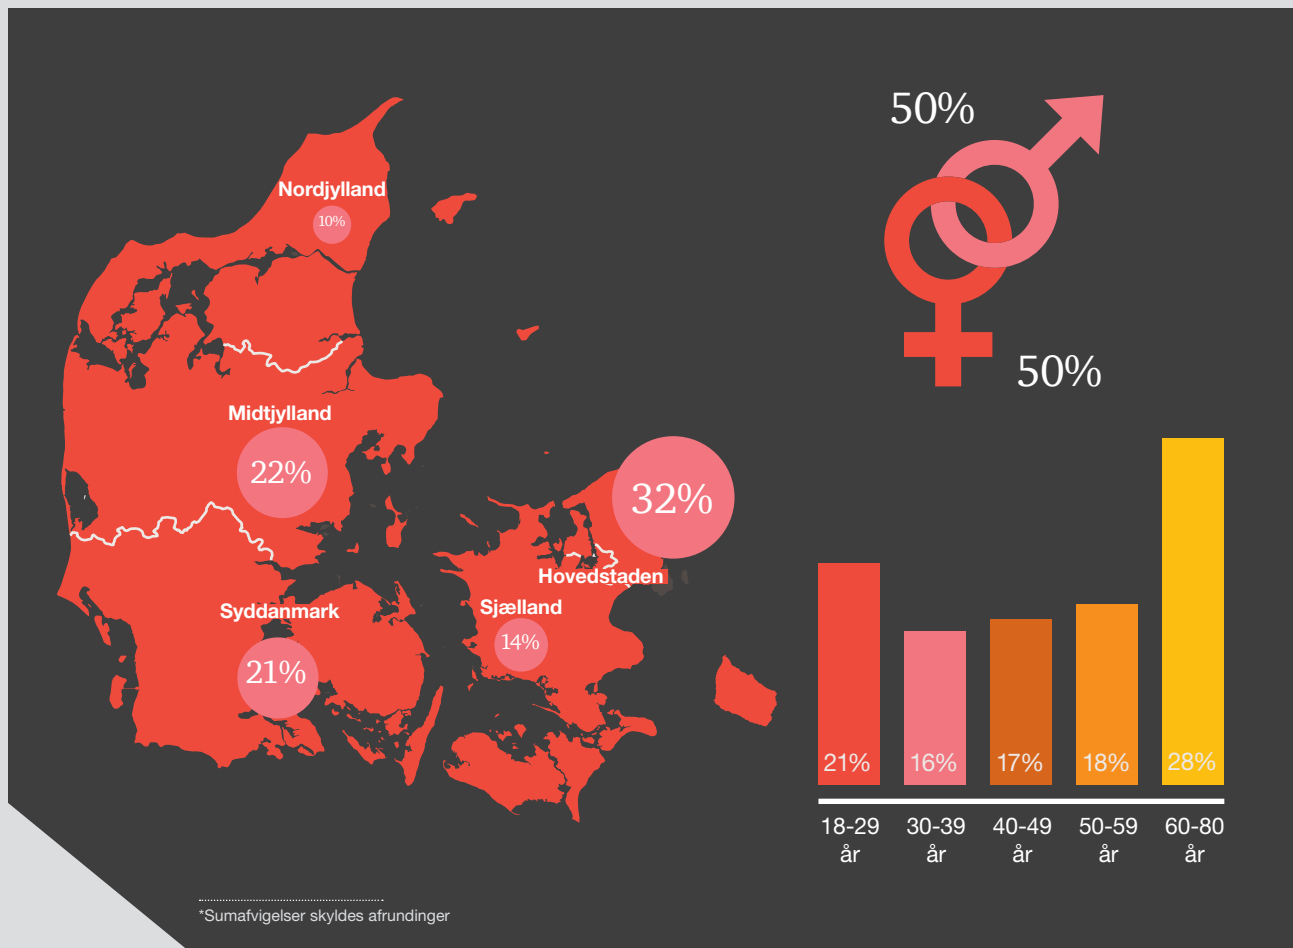 Nordjylland
10%
Midtjylland
22%
32%
Hovedstaden
Syddanmark
21%
Sjælland
14%
50%
50%
21%
16%
17%
18%
28%
18-29
år
30-39
år
40-49
år
50-59
år
60-80
år
*Sumafvigelser skyldes afrundinger